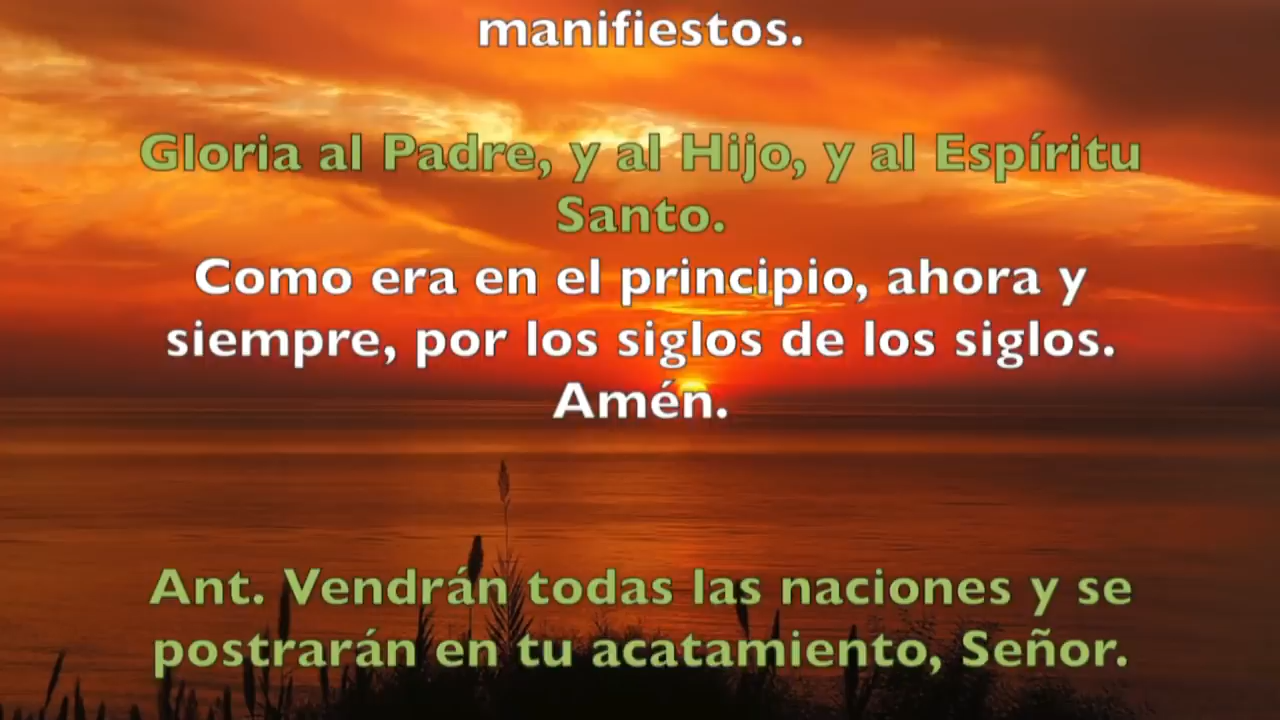 manifiestos.
Gloria al Padre, y al Hijo, y al Espíritu
Santo.
Como era en el principio, ahora y
siempre, por los siglos de los siglos.
Amén.
Ant. Vendrán todas las naciones y se
postrarán en tu acatamiento, Señor.